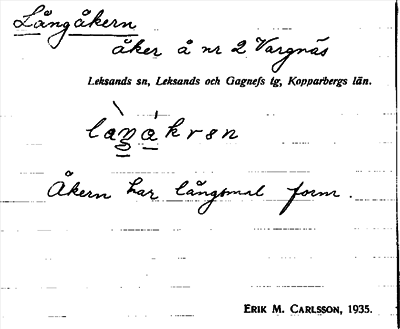 Långåkern
åker å nr 2 Vargnäs
Leksands sn, Leksands och Gagnefs tg, Kopparbergs län.
làŋákrən
Åkern har långsmal form.
ERIK M. CARLSSON, 1935.